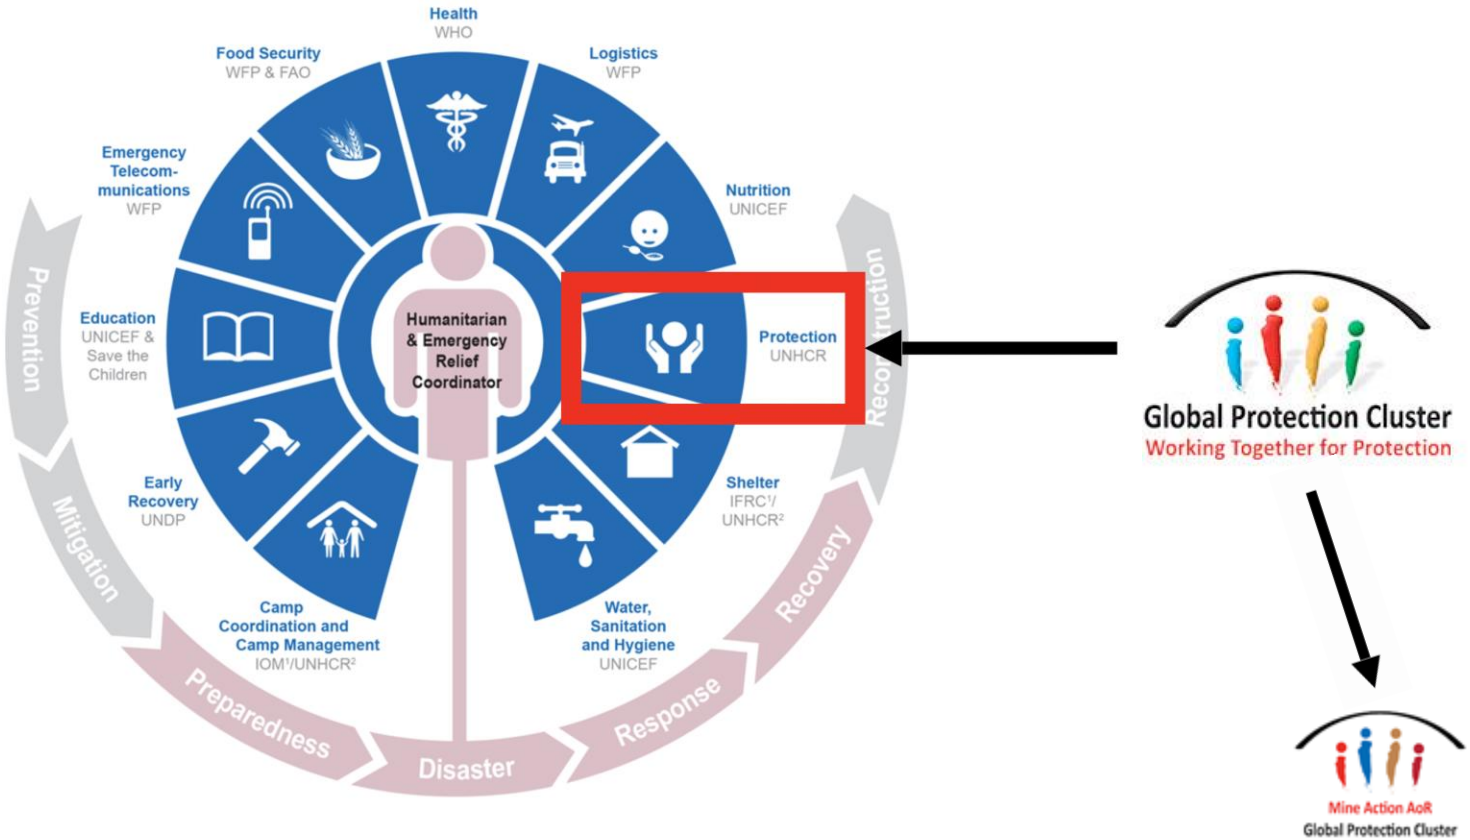 Health
WHO
Logistics
WFP
Food Security
WFP & FAO
Emergency
Telecom-
munications
WFP
Nutrition
UNICEF
Education
UNICEF &
Save the
Children
Humanitarian
& Emergency
Relief
Coordinator
Protection
UNHCR
Early
Recovery
UNDP
Shelter
IFRC¹/
UNHCR²
Camp
Coordination and
Camp Management
IOM¹/UNHCR²
Water,
Sanitation
and Hygiene
UNICEF
Prevention
Mitigation
Preparedness
Disaster
Response
Recovery
Reconstruction
Global Protection Cluster
Working Together for Protection
Mine Action AoR
Global Protection Cluster